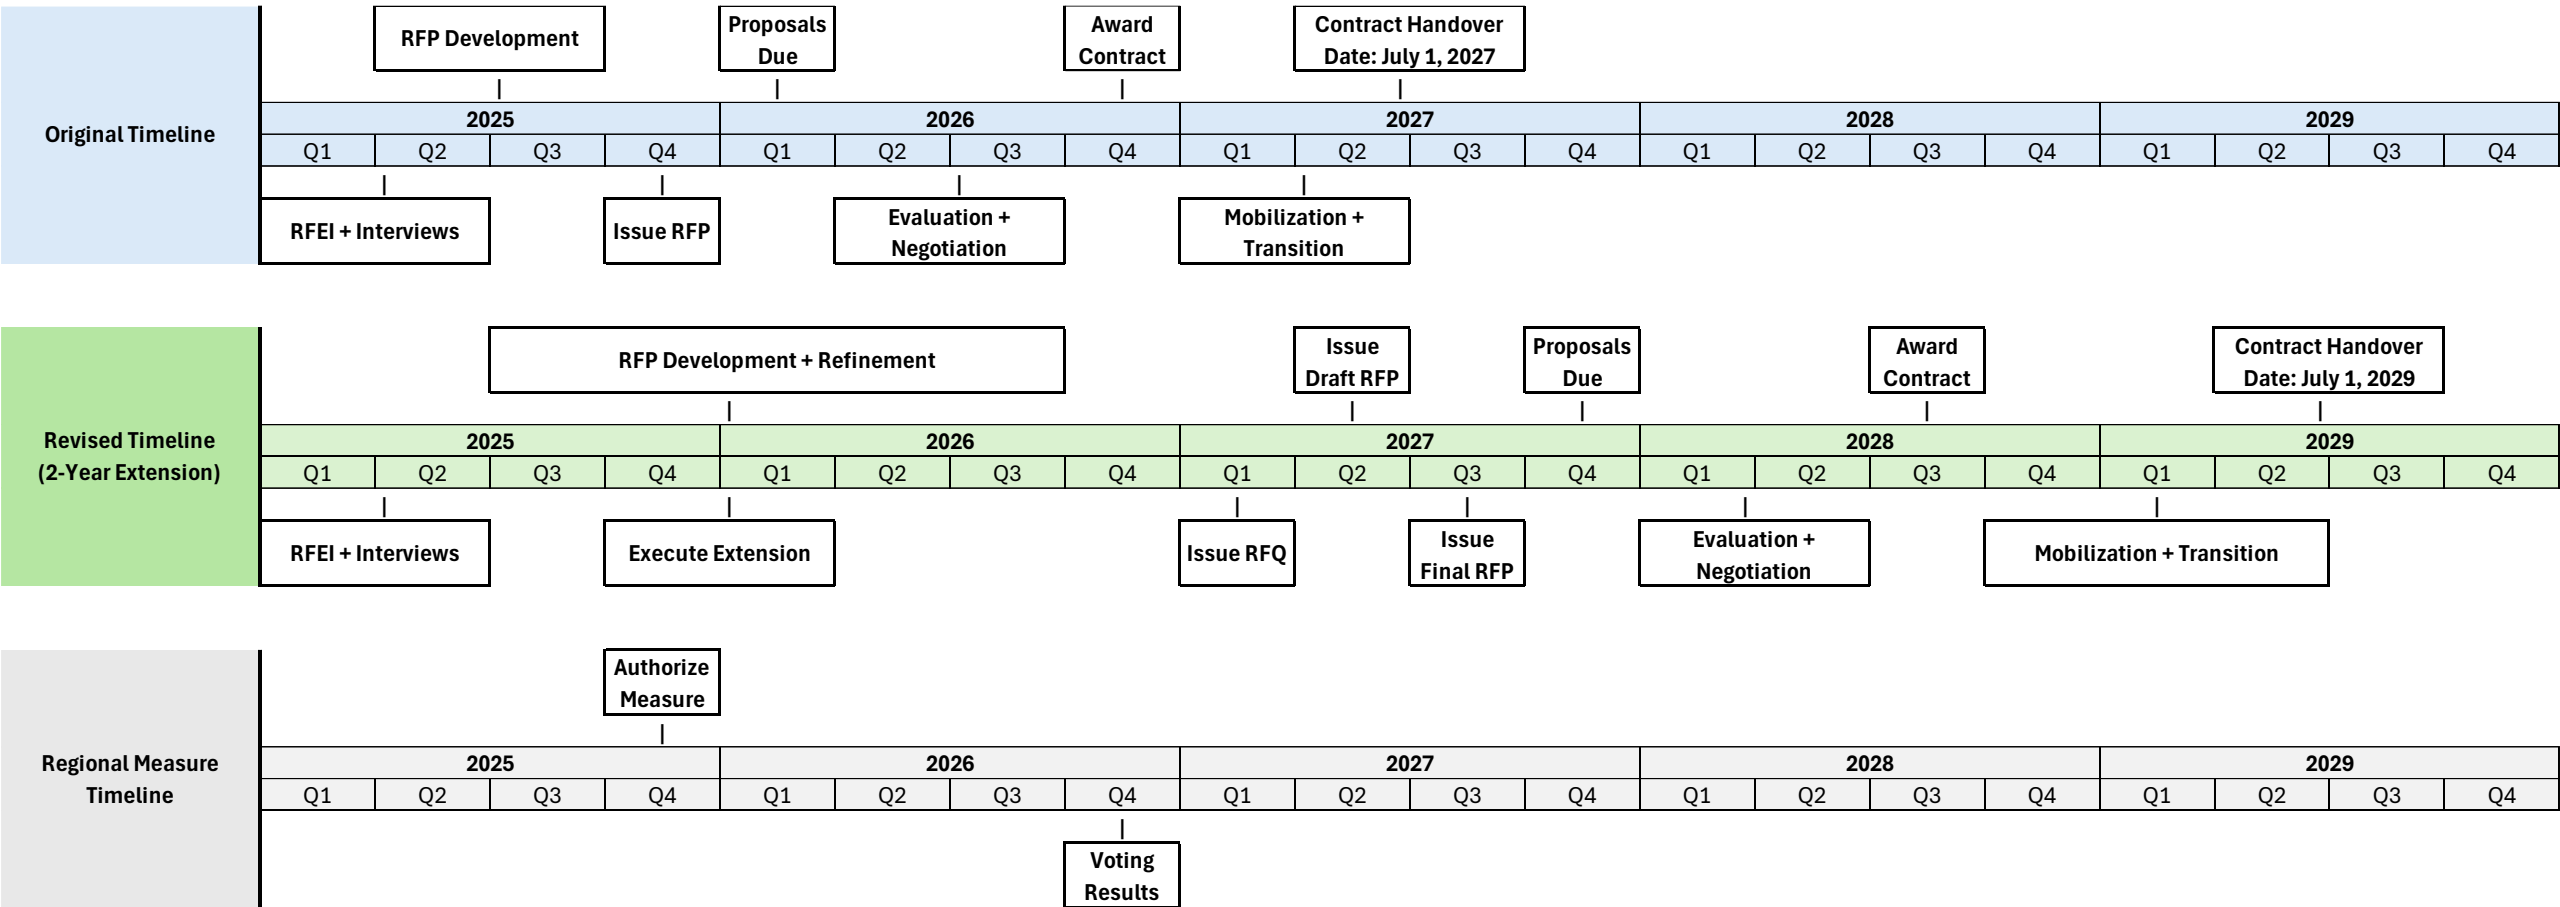 RFP Development
Proposals
Due
Award
Contract
Contract Handover
Date: July 1, 2027
Original Timeline
2025 2026 2027 2028 2029
Q1 Q2 Q3 Q4 Q1 Q2 Q3 Q4 Q1 Q2 Q3 Q4 Q1 Q2 Q3 Q4 Q1 Q2 Q3 Q4
RFEI + Interviews
Issue RFP
Evaluation +
Negotiation
Mobilization +
Transition
RFP Development + Refinement
Issue
Draft RFP
Proposals
Due
Award
Contract
Contract Handover
Date: July 1, 2029
Revised Timeline
(2-Year Extension)
2025 2026 2027 2028 2029
Q1 Q2 Q3 Q4 Q1 Q2 Q3 Q4 Q1 Q2 Q3 Q4 Q1 Q2 Q3 Q4 Q1 Q2 Q3 Q4
RFEI + Interviews
Execute Extension
Issue RFQ
Issue
Final RFP
Evaluation +
Negotiation
Mobilization + Transition
Authorize
Measure
Regional Measure
Timeline
2025 2026 2027 2028 2029
Q1 Q2 Q3 Q4 Q1 Q2 Q3 Q4 Q1 Q2 Q3 Q4 Q1 Q2 Q3 Q4 Q1 Q2 Q3 Q4
Voting
Results